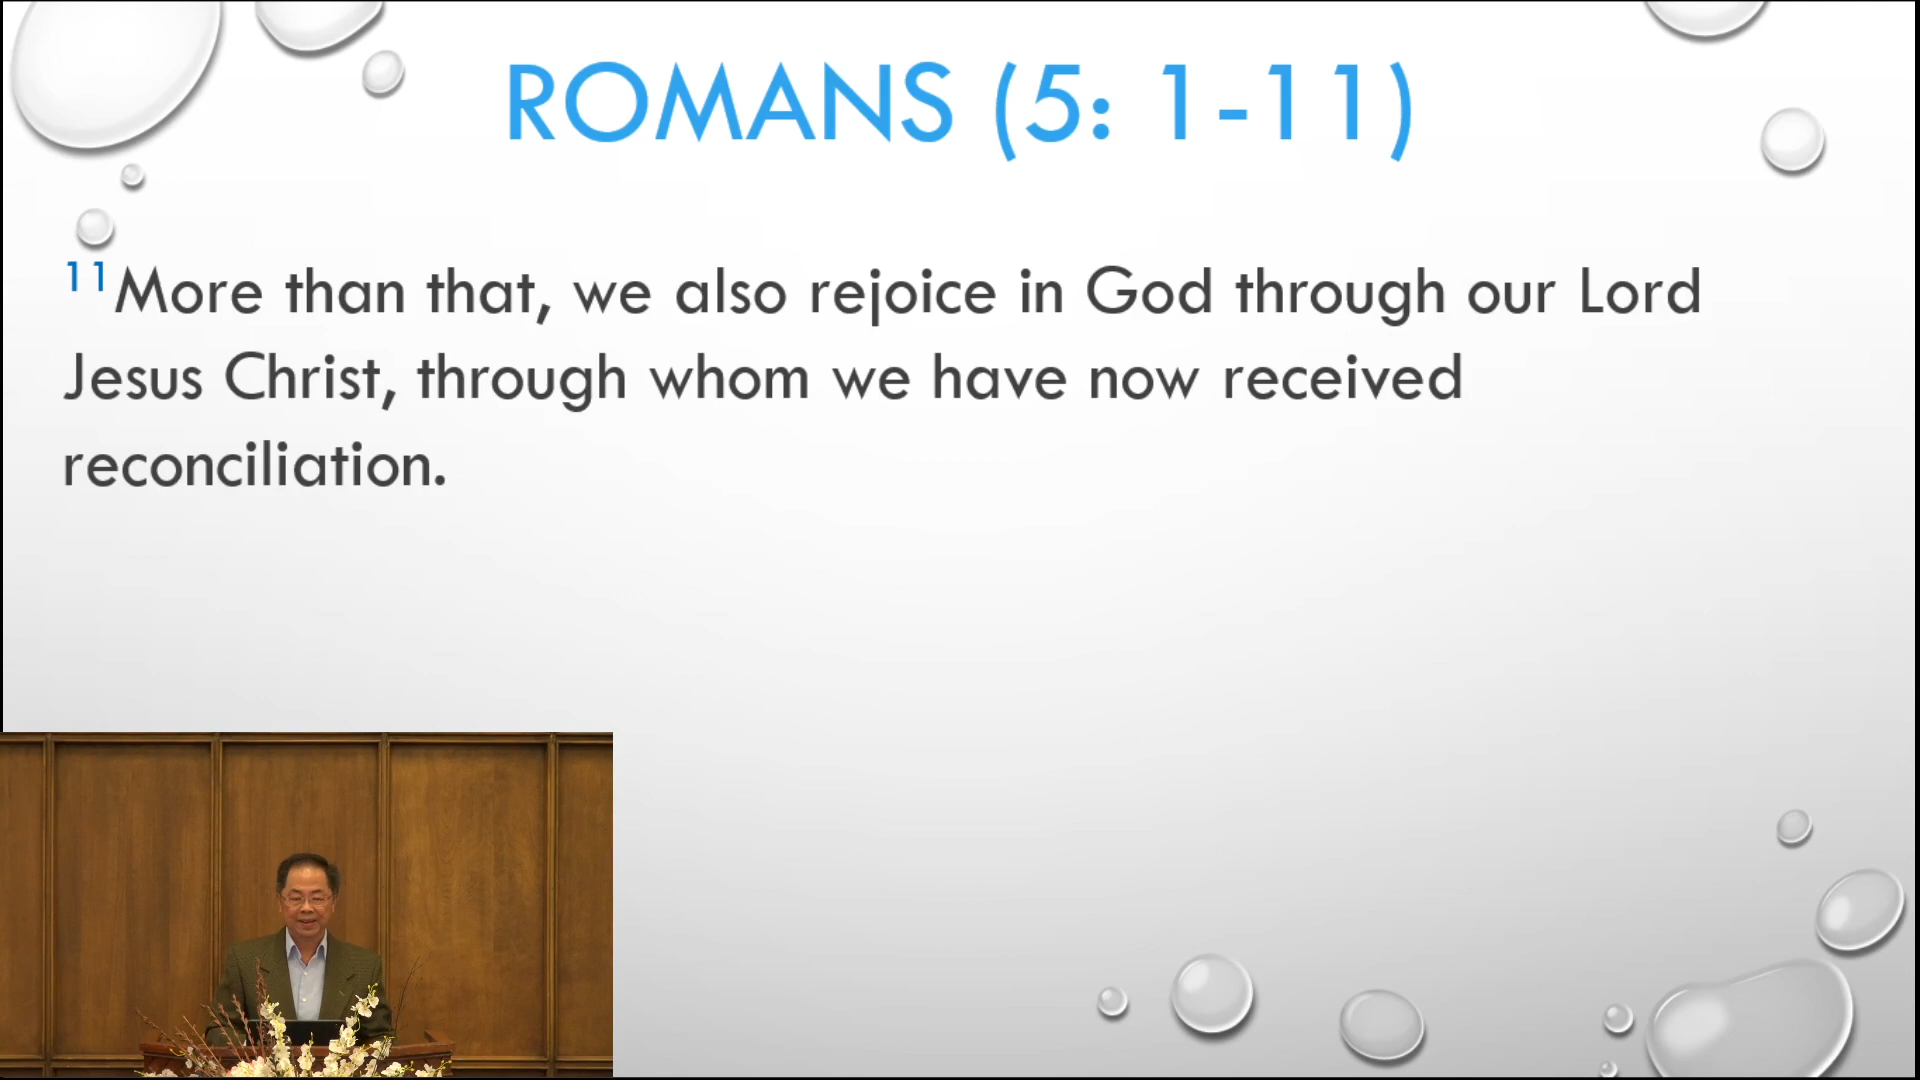 ROMANS (5: 1-11)
11More than that, we also rejoice in God through our Lord
Jesus Christ, through whom we have now received
reconciliation.